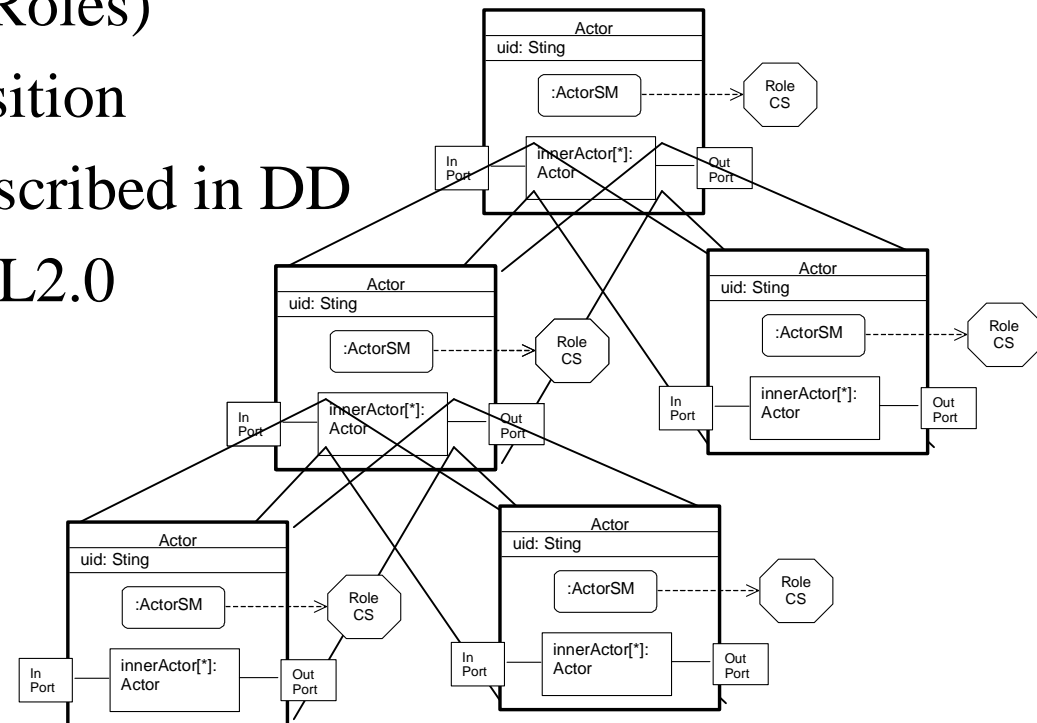 Roles)
sition
scribed in DD
L2.0
Actor
uid: Sting
:ActorSM
Role
CS
In
Port
innerActor[*]:
Actor
Out
Port
Actor
uid: Sting
:ActorSM
Role
CS
In
Port
innerActor[*]:
Actor
Out
Port
Actor
uid: Sting
:ActorSM
Role
CS
In
Port
innerActor[*]:
Actor
Out
Port
Actor
uid: Sting
:ActorSM
Role
CS
In
Port
innerActor[*]:
Actor
Out
Port
Actor
uid: Sting
:ActorSM
Role
CS
In
Port
innerActor[*]:
Actor
Out
Port